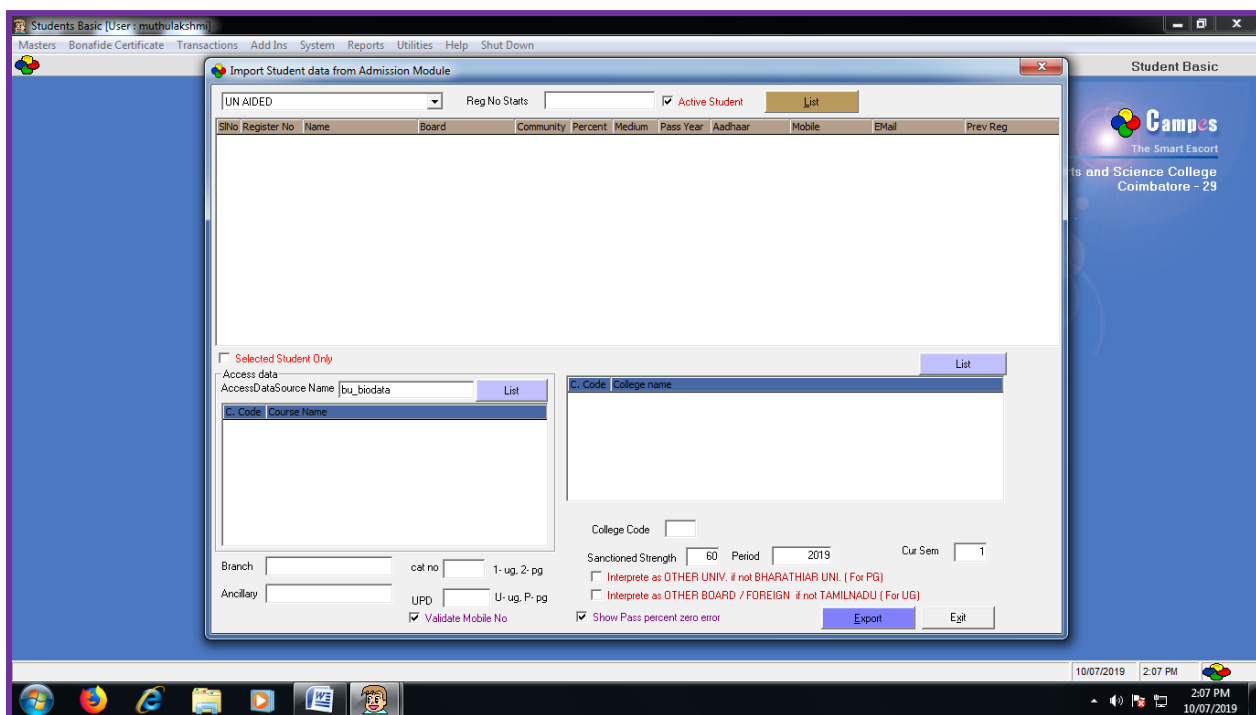 Students Basic [User : muthulakshmi]
Masters Bonafide Certificate Transactions Add Ins System Reports Utilities Help Shut Down
Student Basic
Campes
The Smart Escort
ts and Science College
Coimbatore - 29
Import Student data from Admission Module
UN AIDED Reg No Starts Active Student List
SlNo Register No Name Board Community Percent Medium Pass Year Aadhaar Mobile EMail Prev Reg
Selected Student Only
List
Access data
AccessDataSource Name bu_biodata List
C. Code Course Name
C. Code College name
College Code
Sanctioned Strength 60 Period 2019 Cur Sem 1
Branch cat no 1- ug, 2- pg
Interprete as OTHER UNIV. if not BHARATHIAR UNI. ( For PG)
Ancillary UPD U- ug, P- pg
Interprete as OTHER BOARD / FOREIGN if not TAMILNADU ( For UG)
Validate Mobile No Show Pass percent zero error Export Exit
10/07/2019 2:07 PM
2:07 PM
10/07/2019